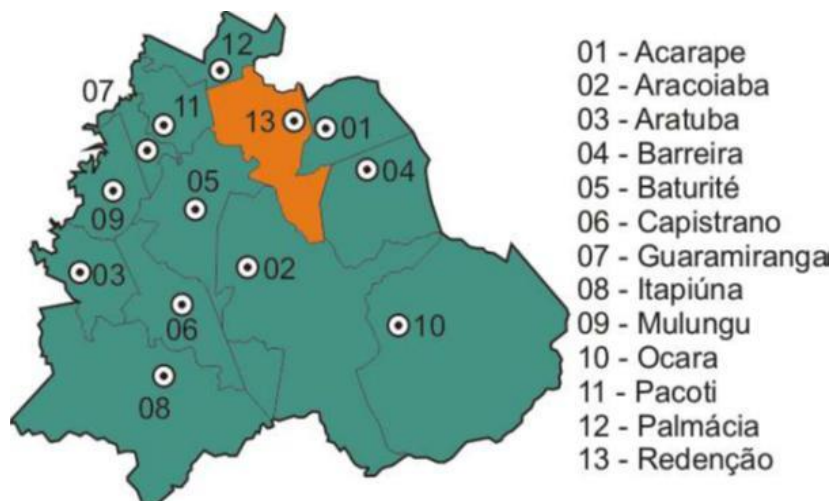 12
07
11
13
01
04
05
09
03
02
06
10
08
01 - Acarape
02 - Aracoiaba
03 - Aratuba
04 - Barreira
05 - Baturité
06 - Capistrano
07 - Guaramiranga
08 - Itapiúna
09 - Mulungu
10 - Ocara
11 - Pacoti
12 - Palmácia
13 - Redenção